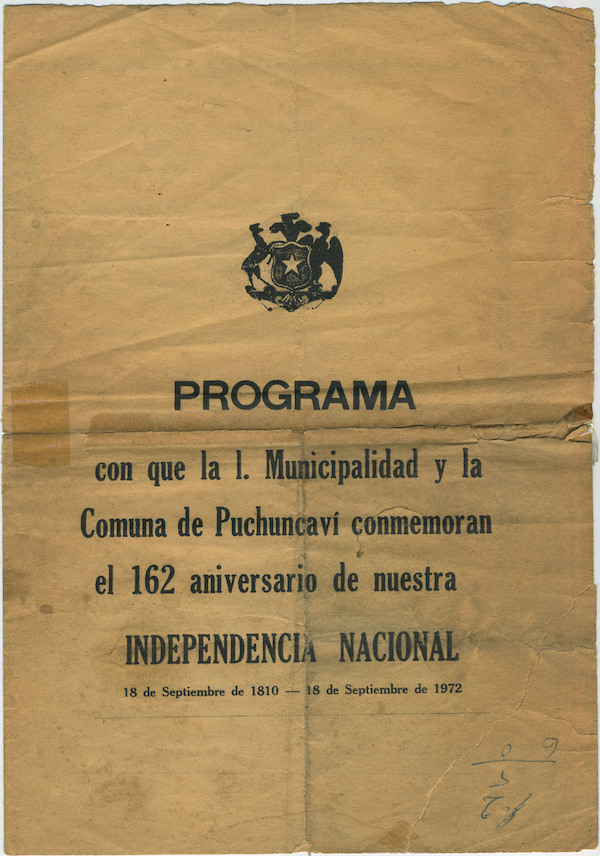 PROGRAMA
con que la I. Municipalidad y la
Comuna de Puchuncaví conmemoran
el 162 aniversario de nuestra
INDEPENDENCIA NACIONAL
18 de Septiembre de 1810 — 18 de Septiembre de 1972